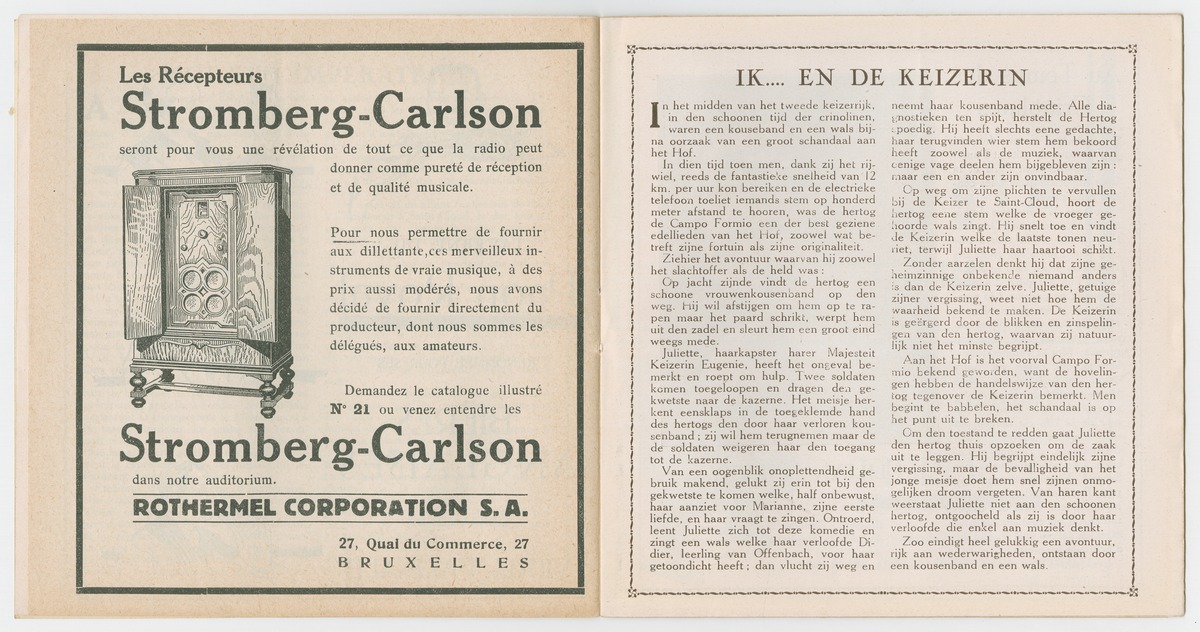 Les Récepteurs
Stromberg-Carlson
seront pour vous une révélation de tout ce que la radio peut
donner comme pureté de réception
et de qualité musicale.
Pour nous permettre de fournir
aux dillettante, ces merveilleux in-
struments de vraie musique, à des
prix aussi modérés, nous avons
décidé de fournir directement du
producteur, dont nous sommes les
délégués, aux amateurs.
Demandez le catalogue illustré
N° 21 ou venez entendre les
Stromberg-Carlson
dans notre auditorium.
ROTHERMEL CORPORATION S. A.
27, Quai du Commerce, 27
BRUXELLES
IK.... EN DE KEIZERIN
In het midden van het tweede keizerrijk,
in den schoonen tijd der crinolinen,
waren een kouseband en een wals bij-
na oorzaak van een groot schandaal aan
het Hof.
In dien tijd toen men, dank zij het rij-
wiel, reeds de fantastieke snelheid van 12
km. per uur kon bereiken en de electrieke
telefoon toeliet iemands stem op honderd
meter afstand te hooren, was de hertog
de Campo Formio een der best geziene
edellieden van het Hof, zoowel wat be-
treft zijne fortuin als zijne originaliteit.
Ziehier het avontuur waarvan hij zoowel
het slachtoffer als de held was :
Op jacht zijnde vindt de hertog een
schoone vrouwenkousenband op den
weg. Hij wil afstijgen om hem op te ra-
pen maar het paard schrikt, werpt hem
uit den zadel en sleurt hem een groot eind
weegs mede.
Juliette, haarkapster harer Majesteit
Keizerin Eugenie, heeft het ongeval be-
merkt en roept om hulp. Twee soldaten
komen toegeloopen en dragen den ge-
kwetste naar de kazerne. Het meisje her-
kent eensklaps in de toegeklemde hand
des hertogs den door haar verloren kou-
senband ; zij wil hem terugnemen maar de
de soldaten weigeren haar den toegang
tot de kazerne.
Van een oogenblik onoplettendheid ge-
bruik makend, gelukt zij erin tot bij den
gekwetste te komen welke, half onbewust,
haar aanziet voor Marianne, zijne eerste
liefde, en haar vraagt te zingen. Ontroerd,
leent Juliette zich tot deze komedie en
zingt een wals welke haar verloofde Di-
dier, leerling van Offenbach, voor haar
getoondicht heeft ; dan vlucht zij weg en
neemt haar kousenband mede. Alle dia-
gnostieken ten spijt, herstelt de Hertog
spoedig. Hij heeft slechts eene gedachte,
haar terugvinden wier stem hem bekoord
heeft zoowel als de muziek, waarvan
eenige vage deelen hem bijgebleven zijn :
maar een en ander zijn onvindbaar.
Op weg om zijne plichten te vervullen
bij de Keizer te Saint-Cloud, hoort de
hertog eene stem welke de vroeger ge-
hoorde wals zingt. Hij snelt toe en vindt
de Keizerin welke de laatste tonen neu-
riet, terwijl Juliette haar haartooi schikt.
Zonder aarzelen denkt hij dat zijne ge-
heimzinnige onbekende niemand anders
is dan de Keizerin zelve. Juliette, getuige
zijner vergissing, weet niet hoe hem de
waarheid bekend te maken. De Keizerin
is geërgerd door de blikken en zinspelin-
gen van den hertog, waarvan zij natuur-
lijk niet het minste begrijpt.
Aan het Hof is het voorval Campo For-
mio bekend geworden, want de hovelin-
gen hebben de handelswijze van den her-
tog tegenover de Keizerin bemerkt. Men
begint te babbelen, het schandaal is op
het punt uit te breken.
Om den toestand te redden gaat Juliette
den hertog thuis opzoeken om de zaak
uit te leggen. Hij begrijpt eindelijk zijne
vergissing, maar de bevalligheid van het
jonge meisje doet hem snel zijnen onmo-
gelijken droom vergeten. Van haren kant
weerstaat Juliette niet aan den schoonen
hertog, ontgoocheld als zij is door haar
verloofde die enkel aan muziek denkt.
Zoo eindigt heel gelukkig een avontuur,
rijk aan wederwarigheden, ontstaan door
een kousenband en een wals.